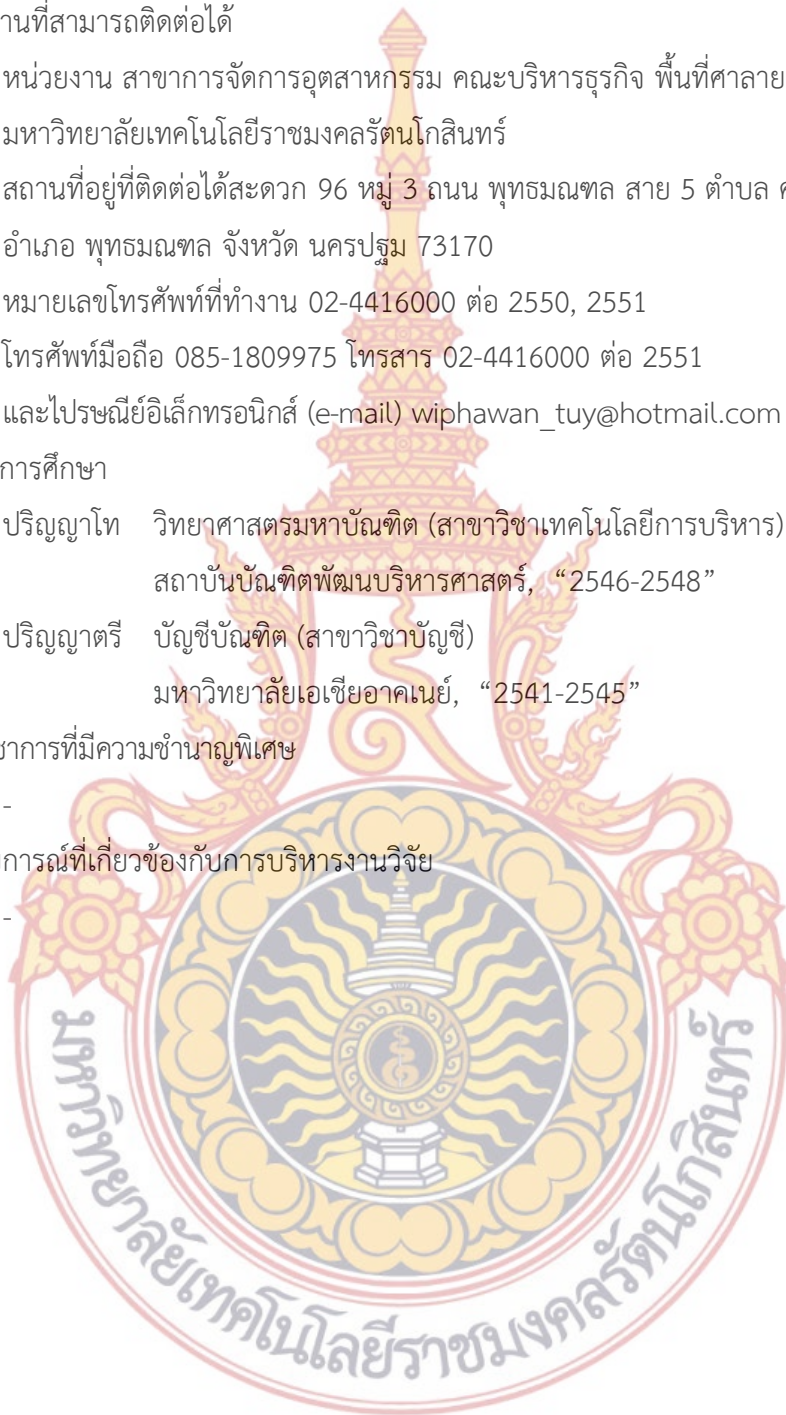 านที่สามารถติดต่อได้
หน่วยงาน สาขาการจัดการอุตสาหกรรม คณะบริหารธุรกิจ พื้นที่ศาลาย
มหาวิทยาลัยเทคโนโลยีราชมงคลรัตนโกสินทร์
สถานที่อยู่ที่ติดต่อได้สะดวก 96 หมู่ 3 ถนน พุทธมณฑล สาย 5 ตำบล ศ
อำเภอ พุทธมณฑล จังหวัด นครปฐม 73170
หมายเลขโทรศัพท์ที่ทำงาน 02-4416000 ต่อ 2550, 2551
โทรศัพท์มือถือ 085-1809975 โทรสาร 02-4416000 ต่อ 2551
และไปรษณีย์อิเล็กทรอนิกส์ (e-mail) wiphawan_tuy@hotmail.com
การศึกษา
ปริญญาโท วิทยาศาสตรมหาบัณฑิต (สาขาวิชาเทคโนโลยีการบริหาร)
สถาบันบัณฑิตพัฒนบริหารศาสตร์, “2546-2548”
ปริญญาตรี บัญชีบัณฑิต (สาขาวิชาบัญชี)
มหาวิทยาลัยเอเชียอาคเนย์, “2541-2545”
ชาการที่มีความชำนาญพิเศษ
-
การณ์ที่เกี่ยวข้องกับการบริหารงานวิจัย
-
มหาวิทยาลัยเทคโนโลยีราชมงคลรัตนโกสินทร์